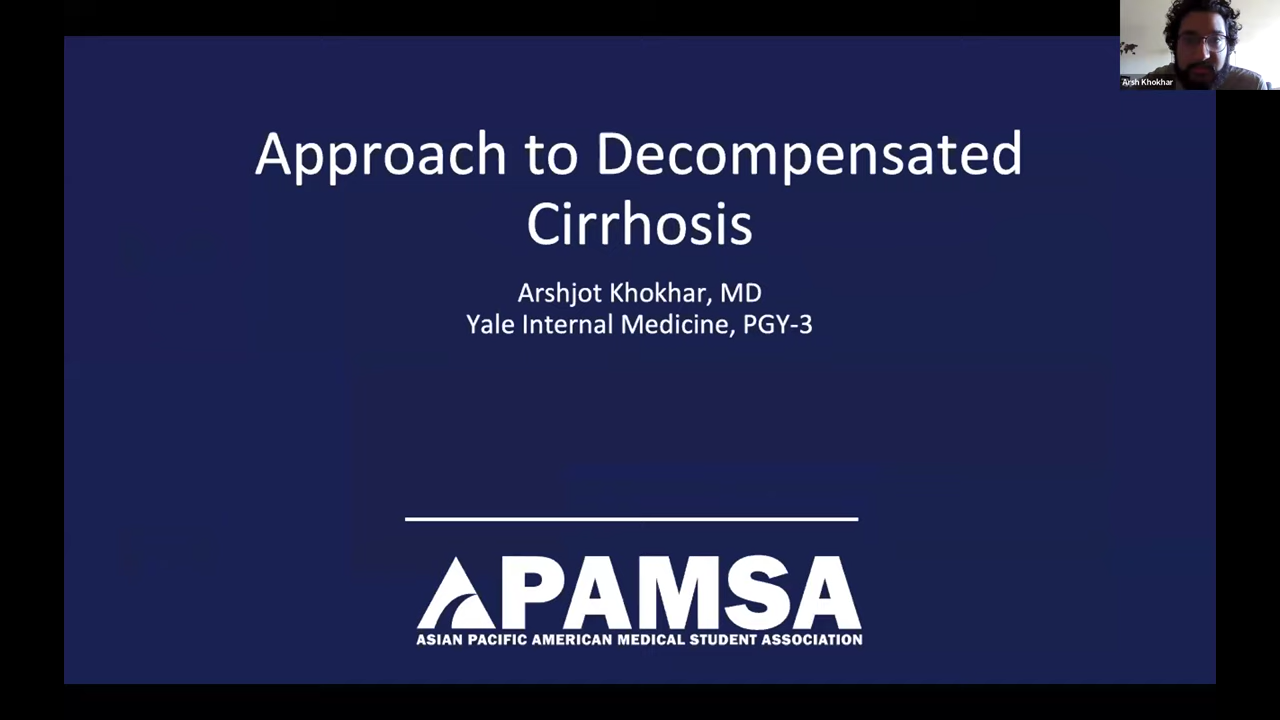 Arsh Khokhar
Approach to Decompensated
Cirrhosis
Arshjot Khokhar, MD
Yale Internal Medicine, PGY-3
APAMSA
ASIAN PACIFIC AMERICAN MEDICAL STUDENT ASSOCIATION